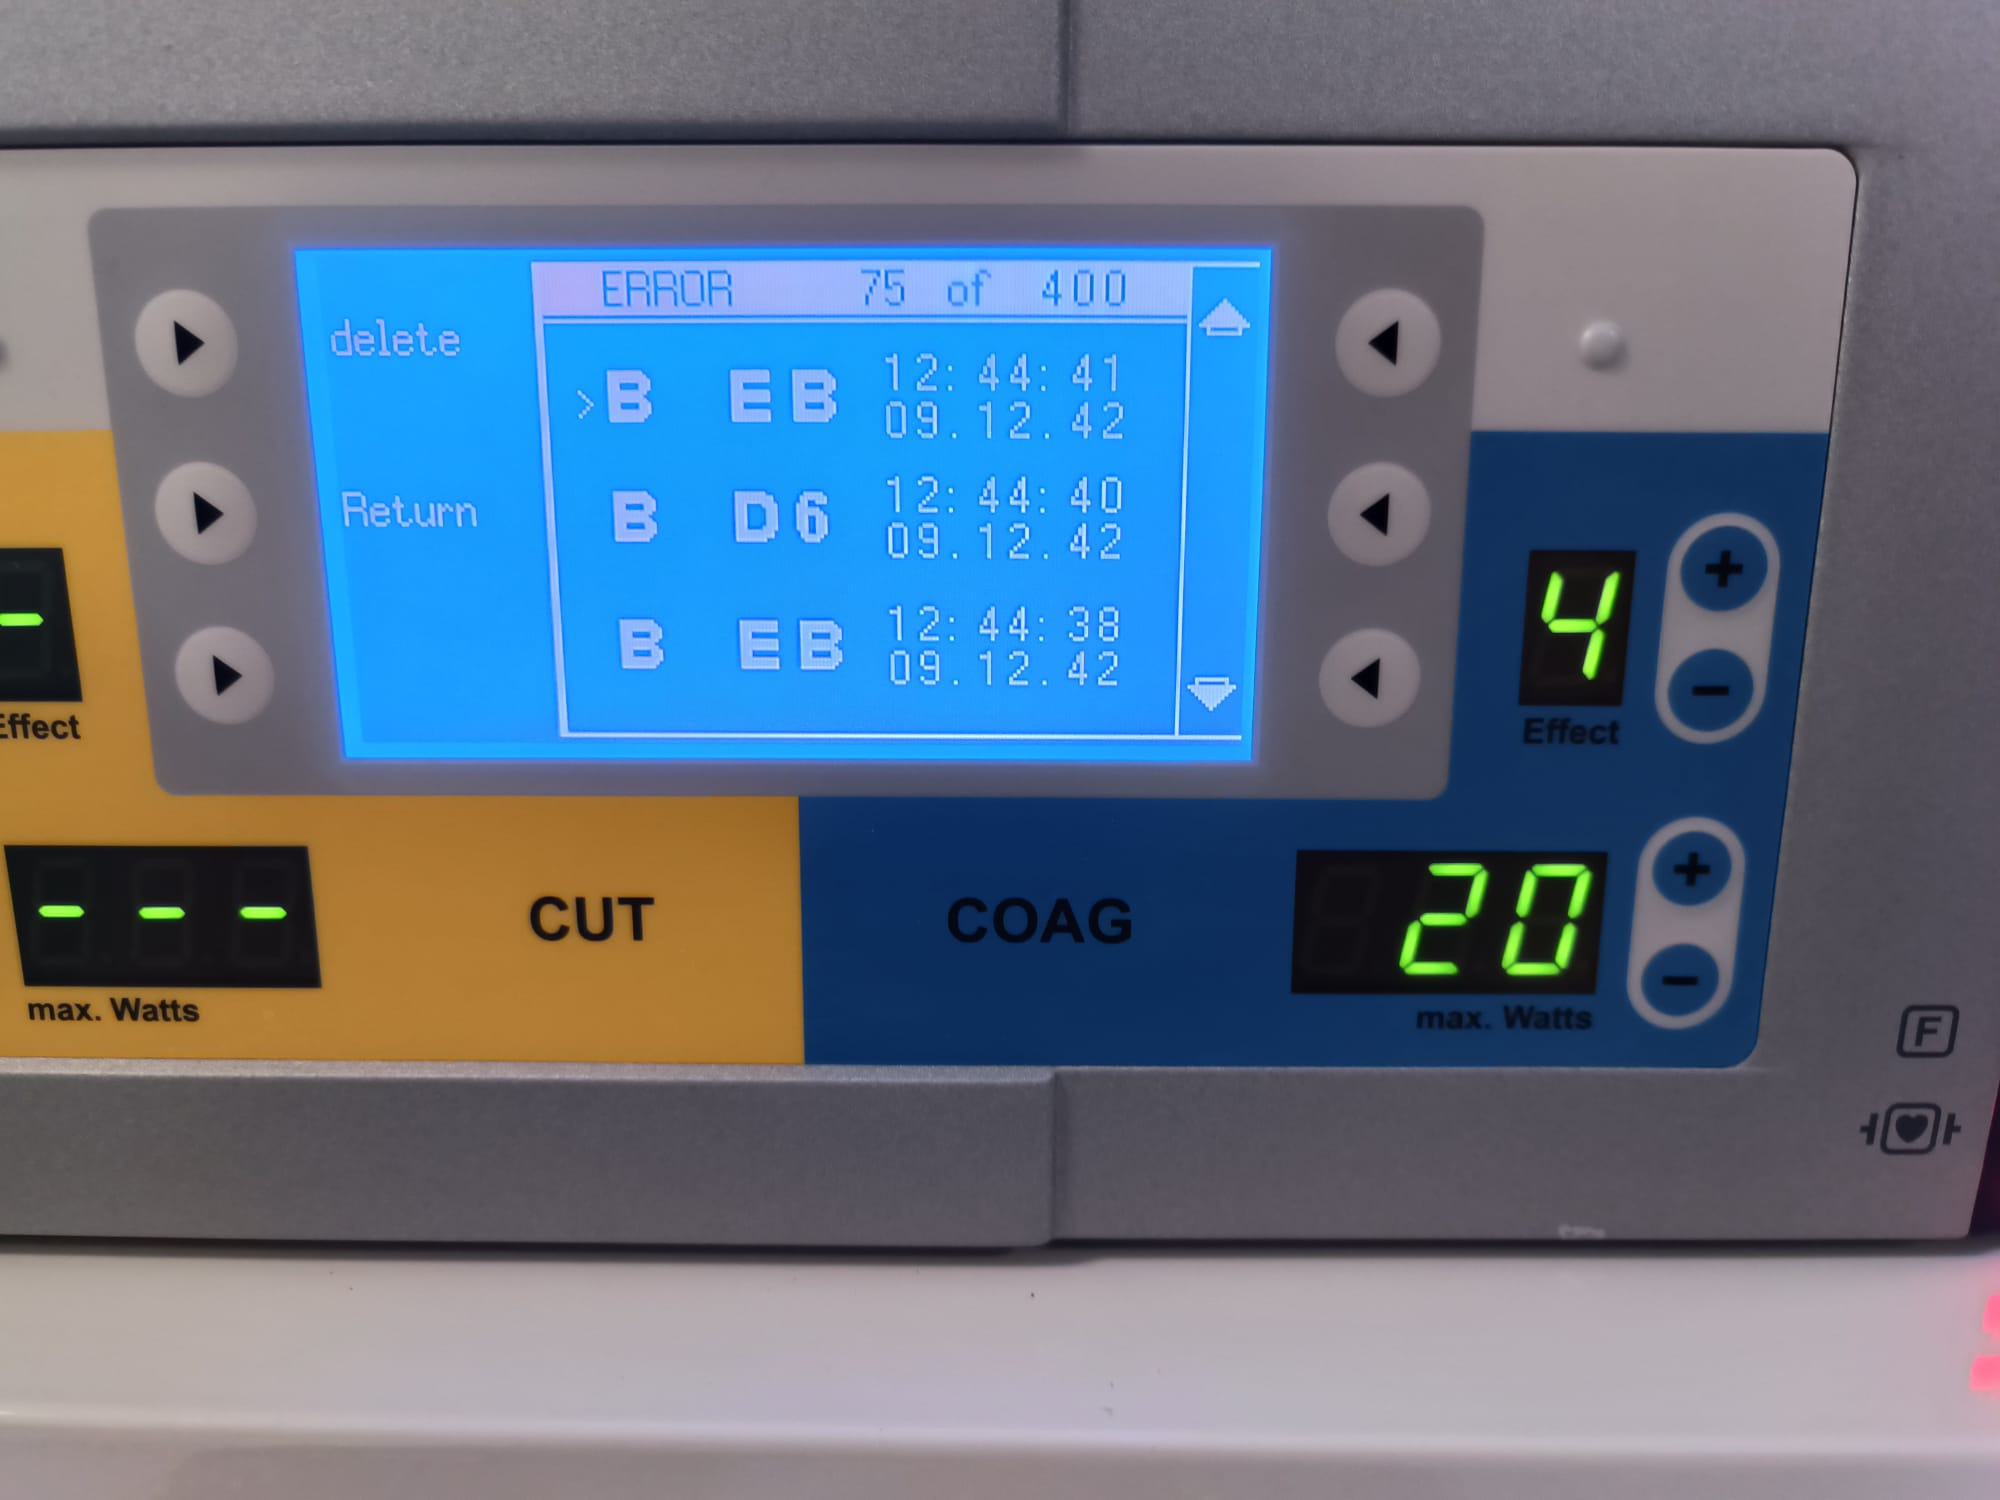 ERROR 75 of 400
delete
> B EB 12:44:41
09.12.42
Return
B D6 12:44:40
09.12.42
B EB 12:44:38
09.12.42
-
Effect
4
+
-
Effect
- - -
max. Watts
CUT
COAG
20
+
-
max. Watts
F